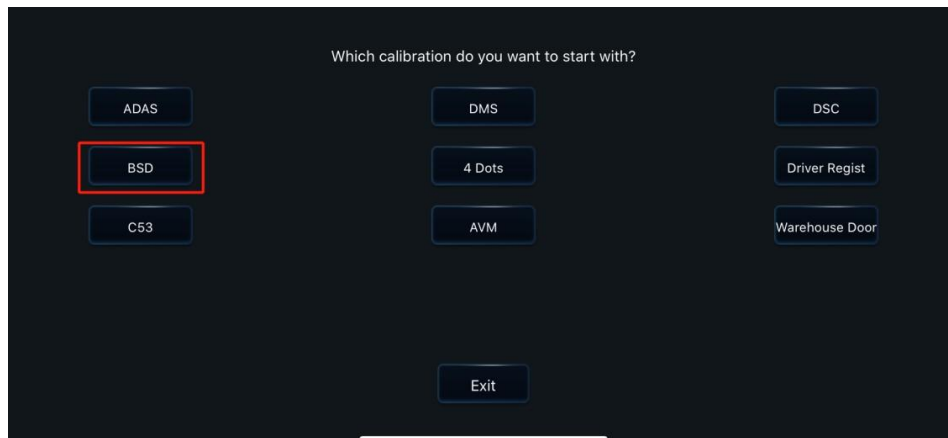 Which calibration do you want to start with?
ADAS
DMS
DSC
BSD
4 Dots
Driver Regist
C53
AVM
Warehouse Door
Exit